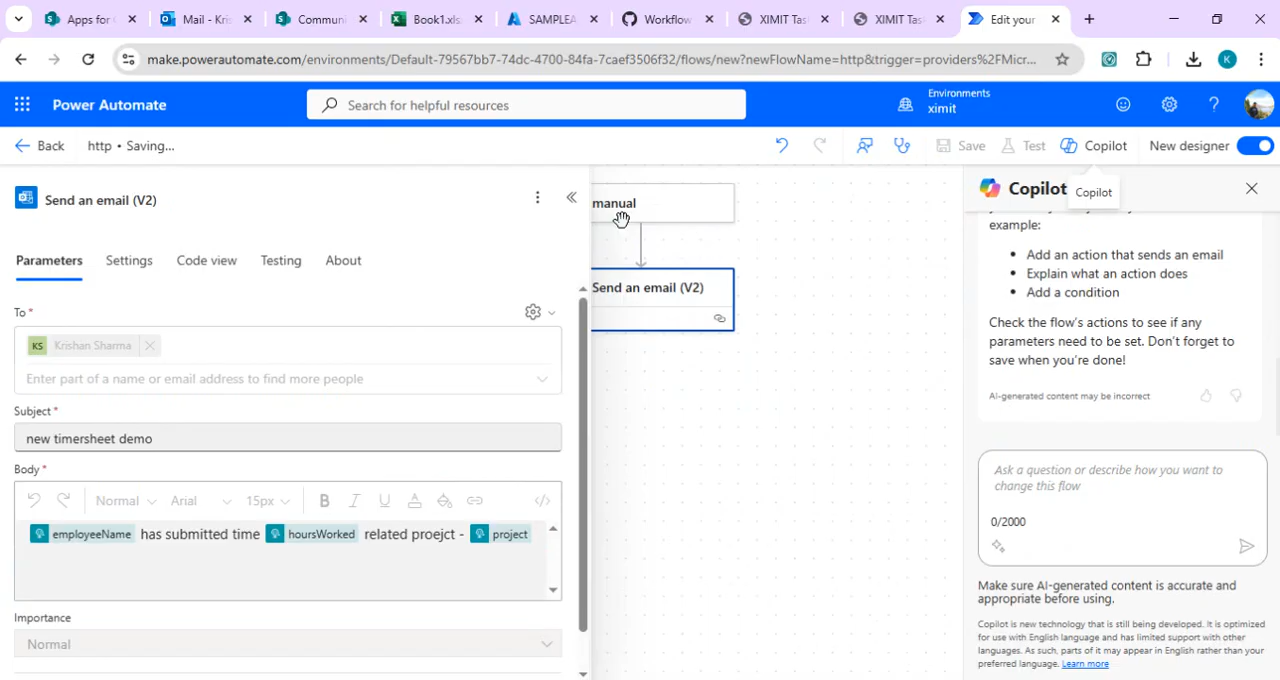 Apps for
Mail - Kris
Communi
Book1.xls
SAMPLEA
Workflow
XIMIT Tas
XIMIT Tas
Edit your
make.powerautomate.com/environments/Default-79567bb7-74dc-4700-84fa-7caef3506f32/flows/new?newFlowName=http&trigger=providers%2FMicr...
K
Power Automate
Search for helpful resources
Environments
ximit
Back
http • Saving...
Save
Test
Copilot
New designer
Send an email (V2)
manual
Copilot
Copilot
Parameters
Settings
Code view
Testing
About
example:
• Add an action that sends an email
• Explain what an action does
• Add a condition
Send an email (V2)
To *
KS Krishan Sharma
Enter part of a name or email address to find more people
Check the flow's actions to see if any
parameters need to be set. Don't forget to
save when you're done!
AI-generated content may be incorrect
Subject *
new timersheet demo
Body *
Normal
Arial
15px
B
I
U
A
</>
employeeName has submitted time hoursWorked related proejct - project
Ask a question or describe how you want to
change this flow
0/2000
Importance
Normal
Make sure AI-generated content is accurate and
appropriate before using.
Copilot is new technology that is still being developed. It is optimized
for use with English language and has limited support with other
languages. As such, parts of it may appear in English rather than your
preferred language. Learn more